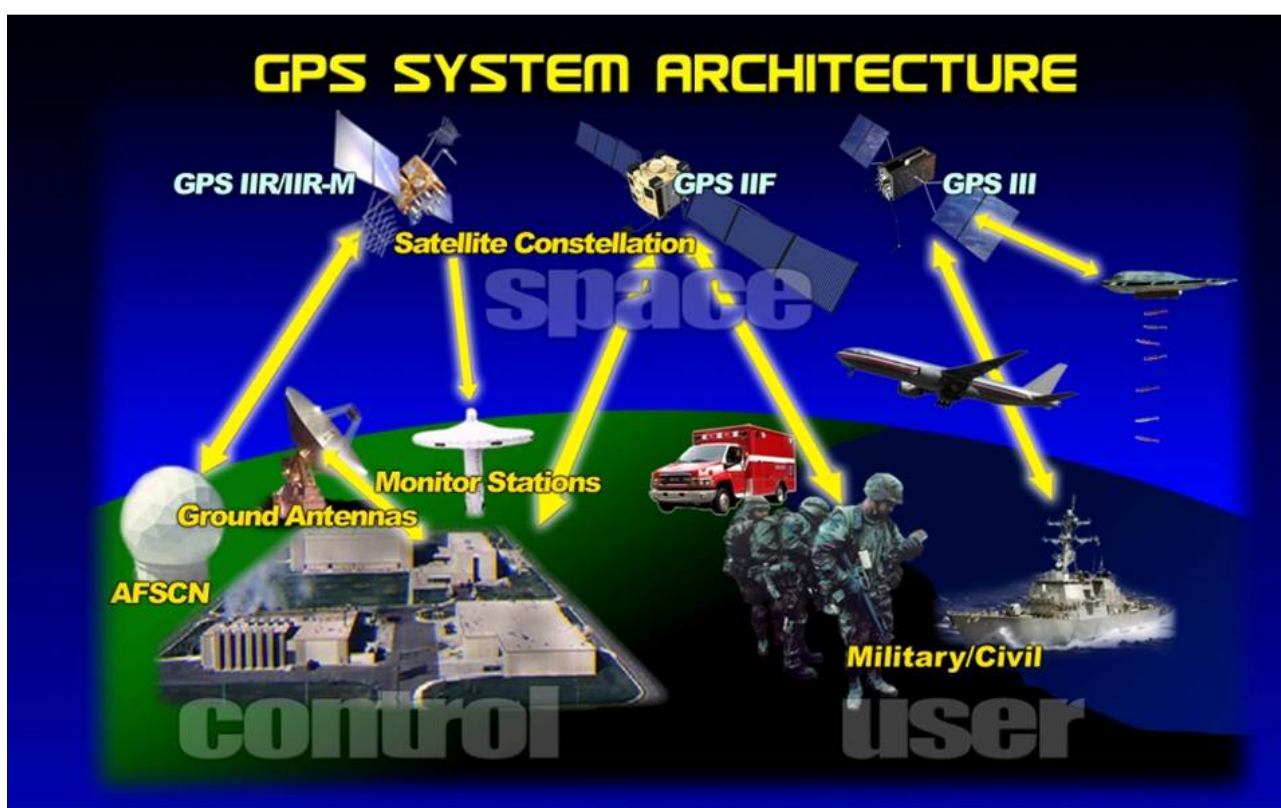 GPS SYSTEM ARCHITECTURE
GPS IIR/IIR-M
GPS IIF
GPS III
Satellite Constellation
space
Monitor Stations
Ground Antennas
AFSCN
Military/Civil
control
user